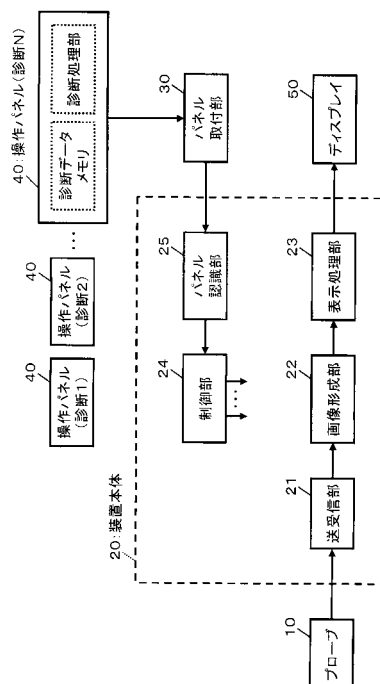 40
操作パネル
(診断1)
40
操作パネル
(診断2)
・・・
40:操作パネル(診断N)
診断データ
メモリ
診断処理部
30
パネル
取付部
20:装置本体
25
パネル
認識部
24
制御部
・・・・
10
プローブ
21
送受信部
22
画像形成部
23
表示処理部
50
ディスプレイ